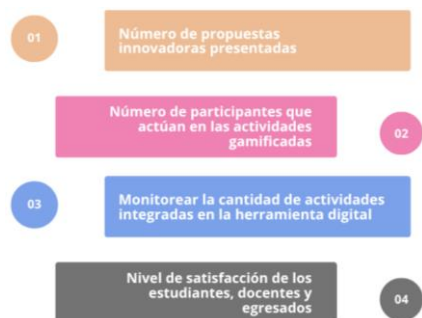 01
Número de propuestas
innovadoras presentadas
Número de participantes que
actúan en las actividades
gamificadas
02
03
Monitorear la cantidad de actividades
integradas en la herramienta digital
Nivel de satisfacción de los
estudiantes, docentes y
egresados
04